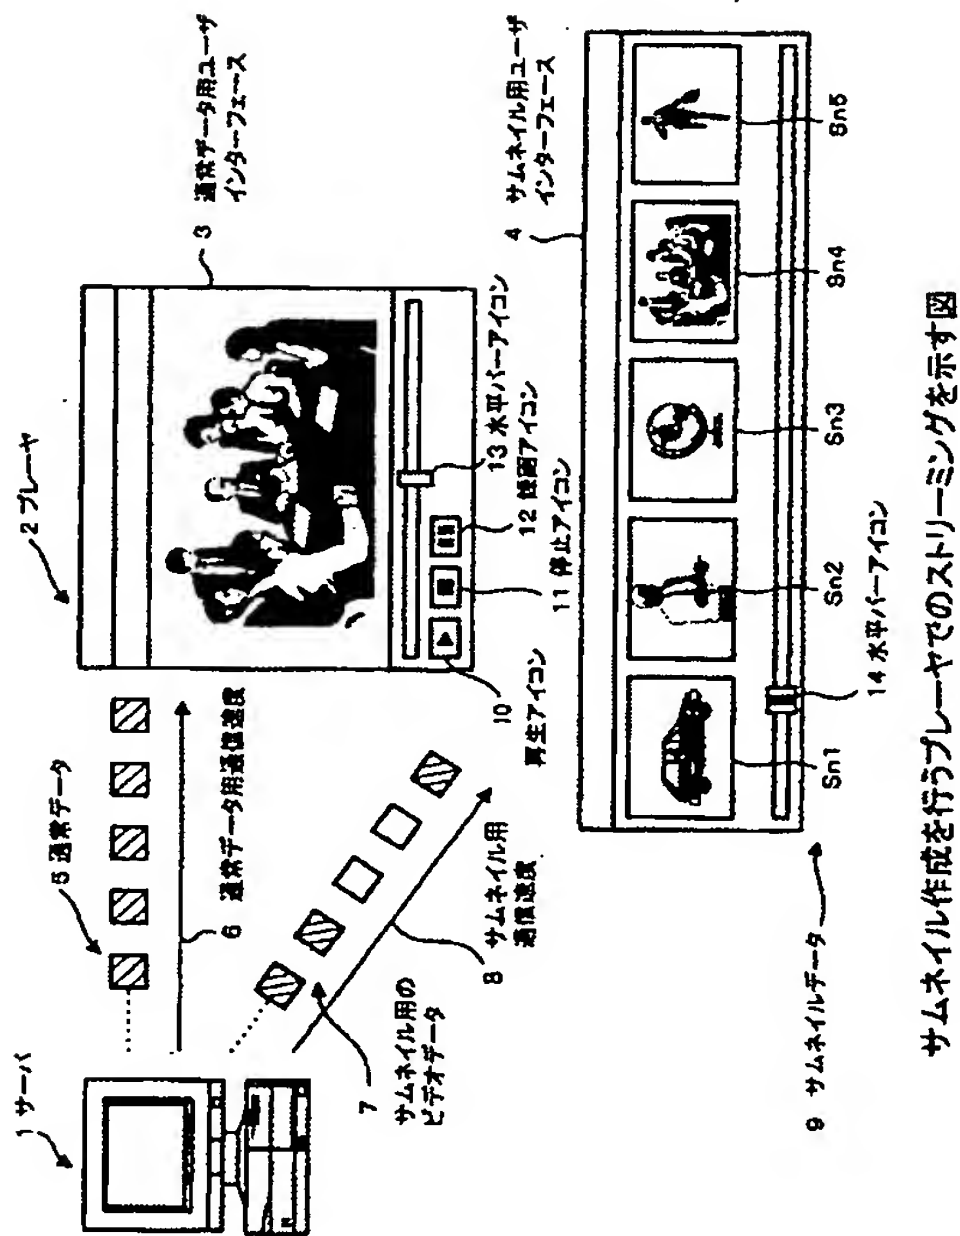 1 サーバ
2 プレーヤ
3 通常データ用ユーザ
インターフェース
4 サムネイル用ユーザ
インターフェース
5 通常データ
6 通常データ用通信速度
7
サムネイル用の
ビデオデータ
8 サムネイル用
通信速度
9 サムネイルデータ
10
再生アイコン
11 停止アイコン
12 録画アイコン
13 水平バーアイコン
14 水平バーアイコン
Sn1
Sn2
Sn3
Sn4
Sn5
サムネイル作成を行うプレーヤでのストリーミングを示す図